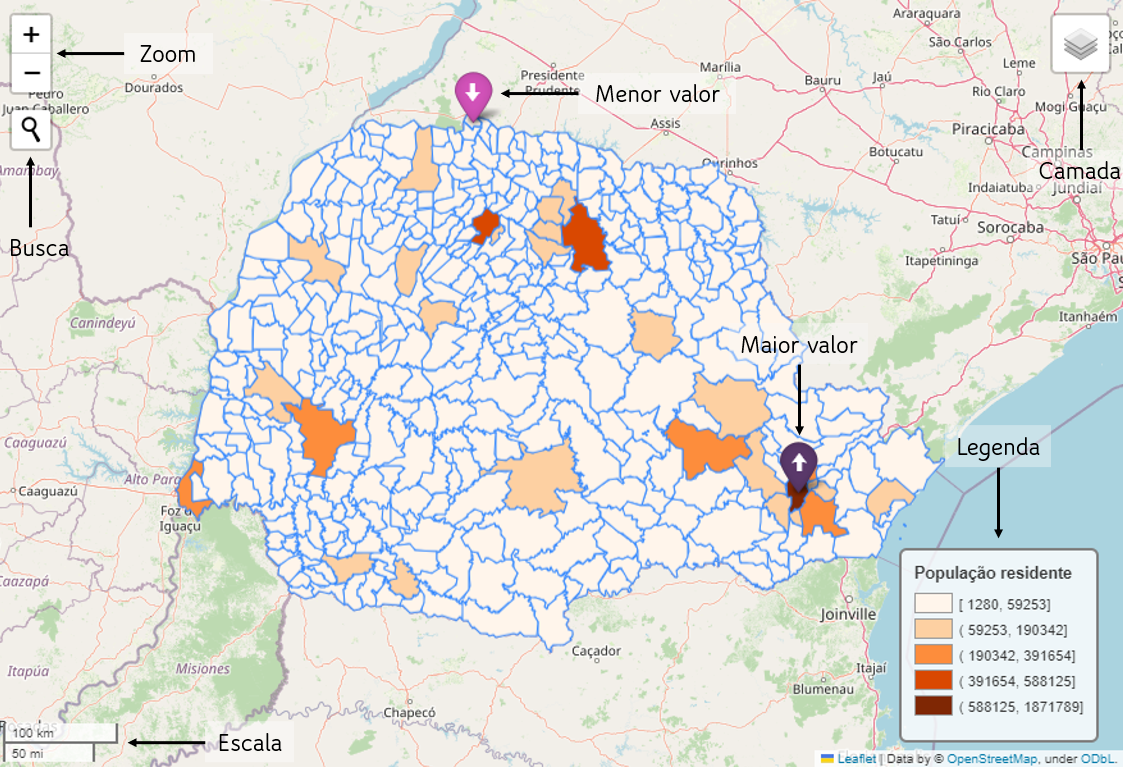 +
Zoom
−
Busca
Menor valor
Camada
Maior valor
Legenda
População residente
[ 1280, 59253]
( 59253, 190342]
( 190342, 391654]
( 391654, 588125]
( 588125, 1871789]
100 km
50 mi
Escala
Araraquara
São Carlos
Leme
Marília
Bauru
Jaú
Rio Claro
Mogi Guaçu
Presidente
Prudente
Assis
Piracicaba
Botucatu
Campinas
Ourinhos
Indaiatuba
Jundiaí
Tatuí
Sorocaba
Itapetininga
São Pau
Itanhaém
Dourados
Pedro
Juan Caballero
Amambay
Canindeyú
Caaguazú
Caaguazú
Alto Para
Foz d
Iguaçu
Caazapá
Itapúa
Misiones
Posadas
Chapecó
Caçador
Joinville
Itajaí
Blumenau
Leaflet | Data by © OpenStreetMap, under ODbL.